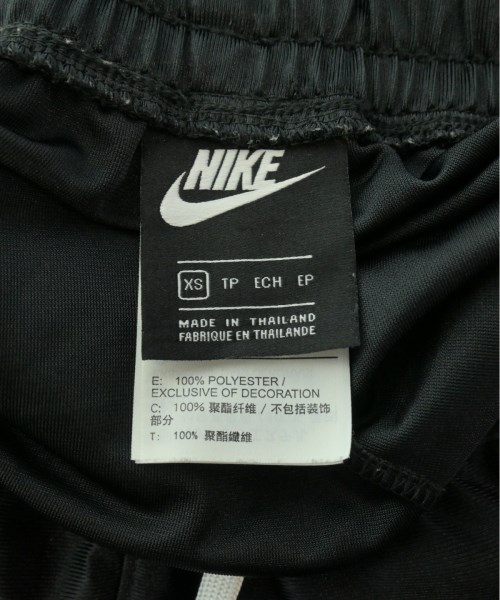 NIKE
XS TP ECH EP
MADE IN THAILAND
FABRIQUE EN THAILANDE
E: 100% POLYESTER /
EXCLUSIVE OF DECORATION
C: 100% 聚酯纤维 / 不包括装饰
部分
T: 100% 聚酯纖維